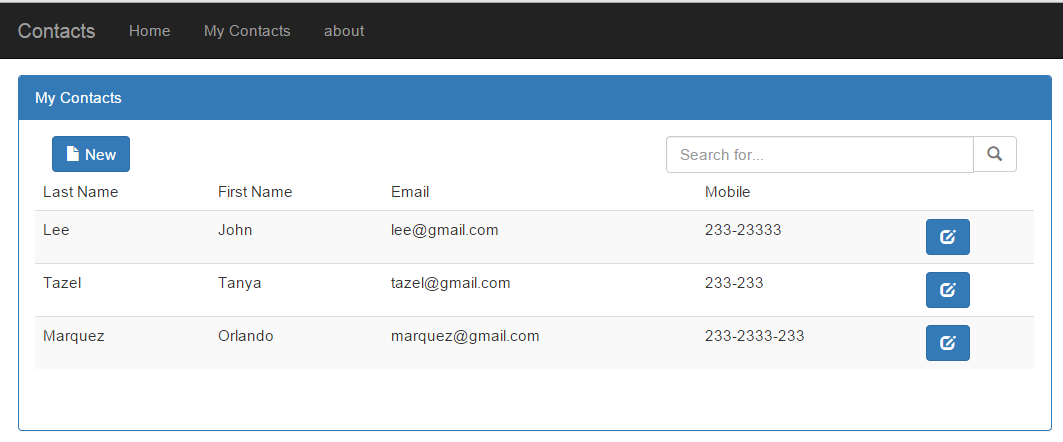 Contacts Home My Contacts about
My Contacts
New Search for...
Last Name First Name Email Mobile
Lee John lee@gmail.com 233-23333
Tazel Tanya tazel@gmail.com 233-233
Marquez Orlando marquez@gmail.com 233-2333-233